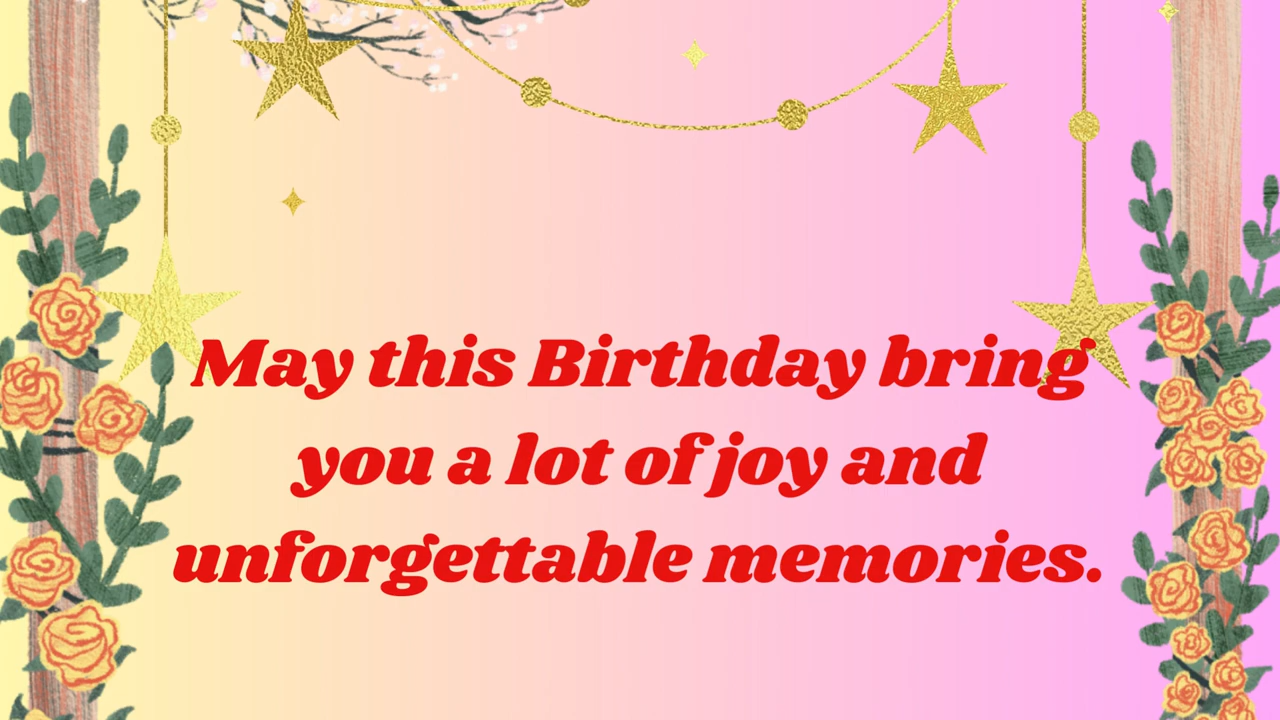 May this Birthday bring
you a lot of joy and
unforgettable memories.